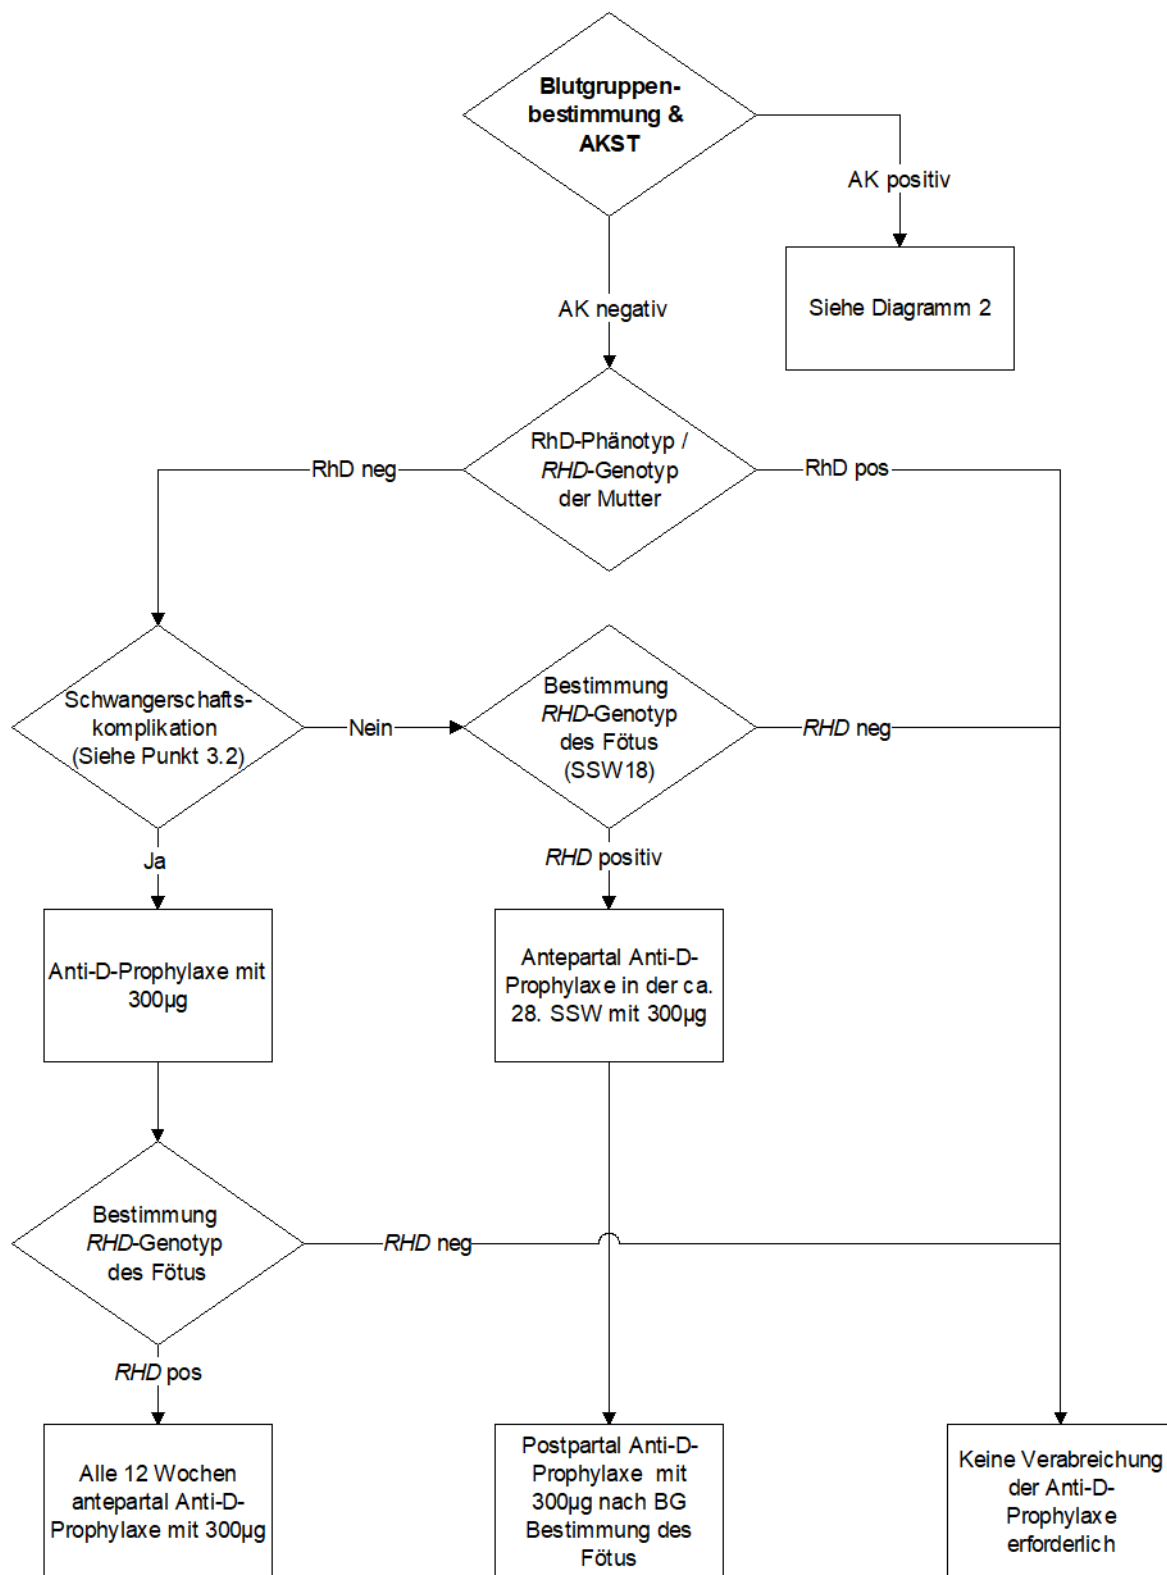 Blutgruppen-
bestimmung &
AKST
AK positiv
Siehe Diagramm 2
AK negativ
RhD-Phänotyp /
RHD-Genotyp
der Mutter
RhD neg
RhD pos
Schwangerschafts-
komplikation
(Siehe Punkt 3.2)
Nein
Bestimmung
RHD-Genotyp
des Fötus
(SSW18)
RHD neg
Ja
RHD positiv
Anti-D-Prophylaxe mit
300µg
Antepartal Anti-D-
Prophylaxe in der ca.
28. SSW mit 300µg
Bestimmung
RHD-Genotyp
des Fötus
RHD neg
RHD pos
Alle 12 Wochen
antepartal Anti-D-
Prophylaxe mit 300µg
Postpartal Anti-D-
Prophylaxe mit
300µg nach BG
Bestimmung des
Fötus
Keine Verabreichung
der Anti-D-
Prophylaxe
erforderlich